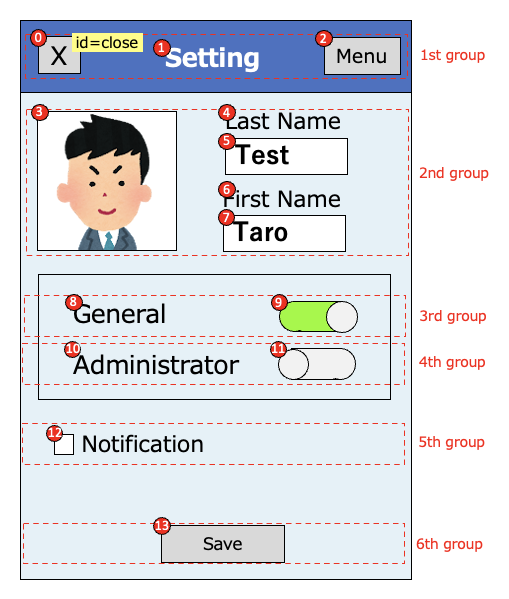 0 id=close
X
1 Setting
2 Menu
1st group
3
4 Last Name
5 Test
2nd group
6 First Name
7 Taro
8 General 9
3rd group
10 Administrator 11
4th group
12 Notification
5th group
13 Save
6th group